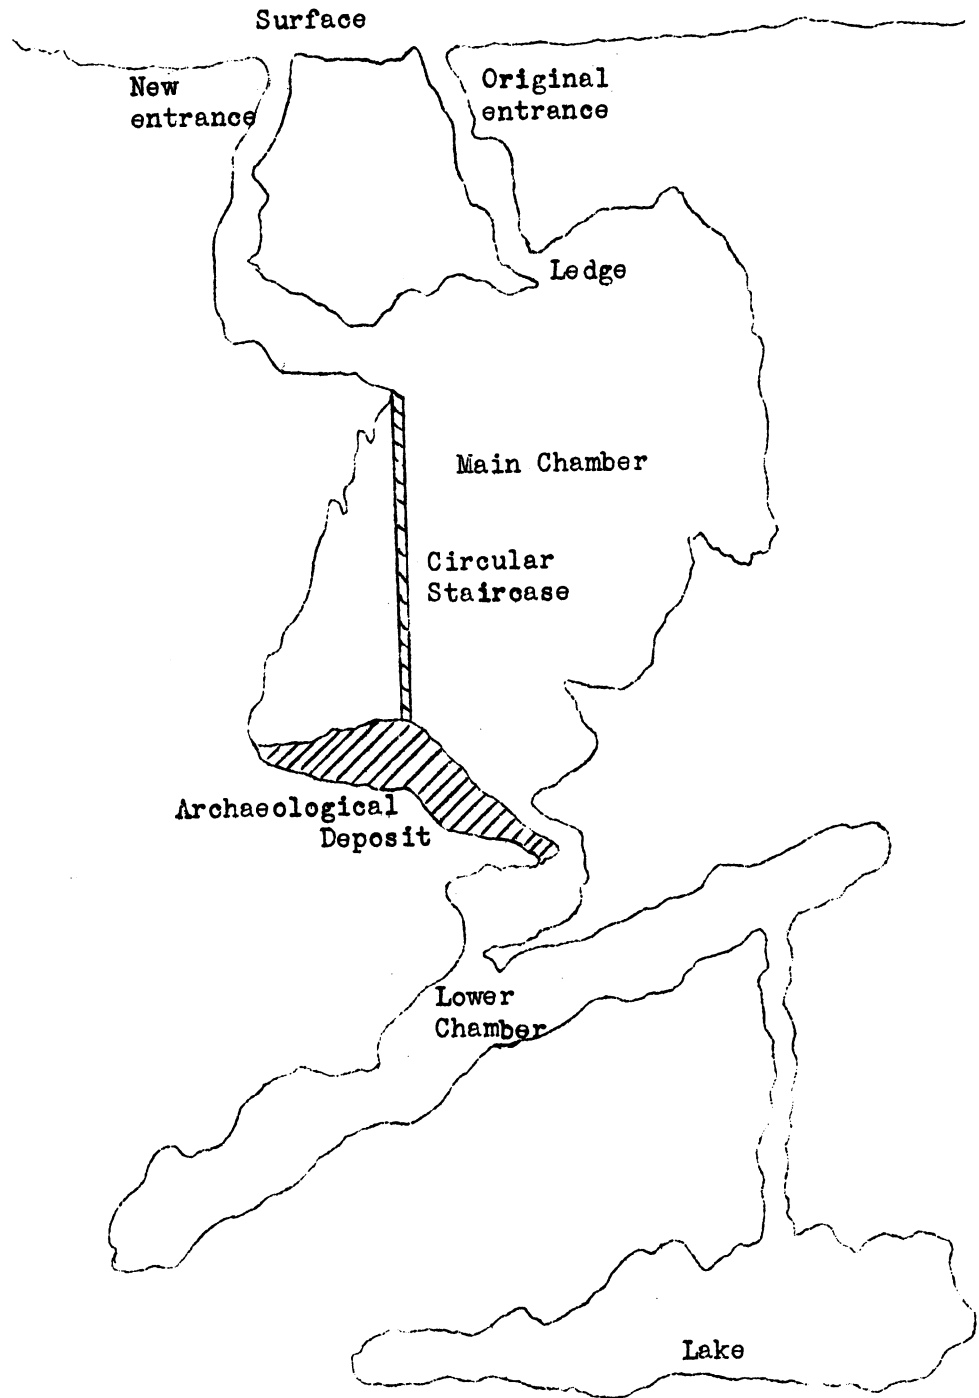 Surface
New
entrance
Original
entrance
Ledge
Main Chamber
Circular
Staircase
Archaeological
Deposit
Lower
Chamber
Lake